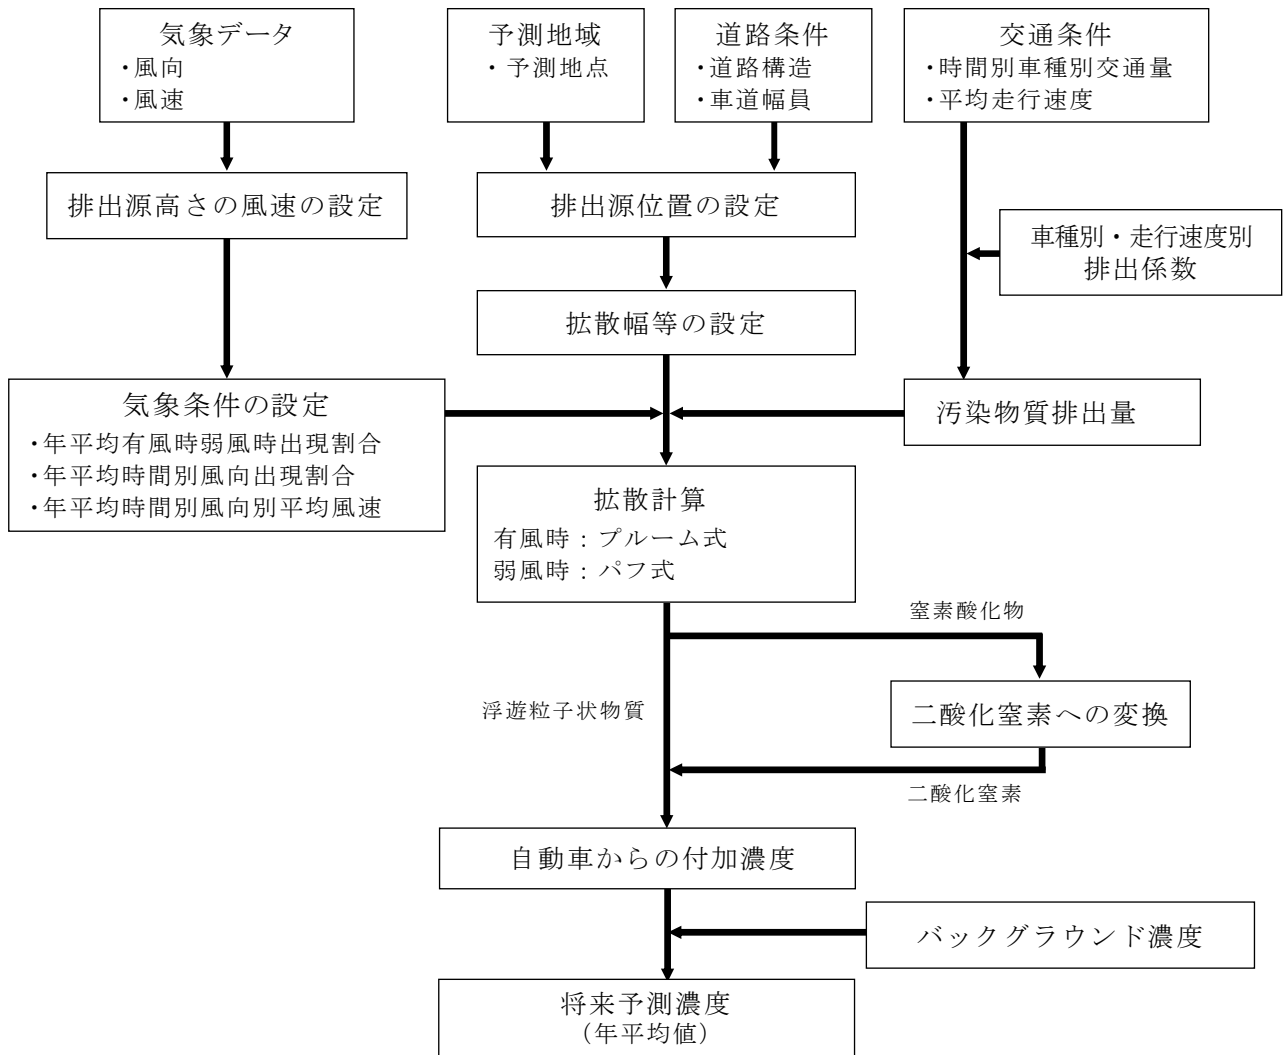 気象データ
・風向
・風速
予測地域
・予測地点
道路条件
・道路構造
・車道幅員
交通条件
・時間別車種別交通量
・平均走行速度
排出源高さの風速の設定
排出源位置の設定
車種別・走行速度別
排出係数
拡散幅等の設定
気象条件の設定
・年平均有風時弱風時出現割合
・年平均時間別風向出現割合
・年平均時間別風向別平均風速
汚染物質排出量
拡散計算
有風時：プルーム式
弱風時：パフ式
窒素酸化物
浮遊粒子状物質
二酸化窒素への変換
二酸化窒素
自動車からの付加濃度
バックグラウンド濃度
将来予測濃度
（年平均値）